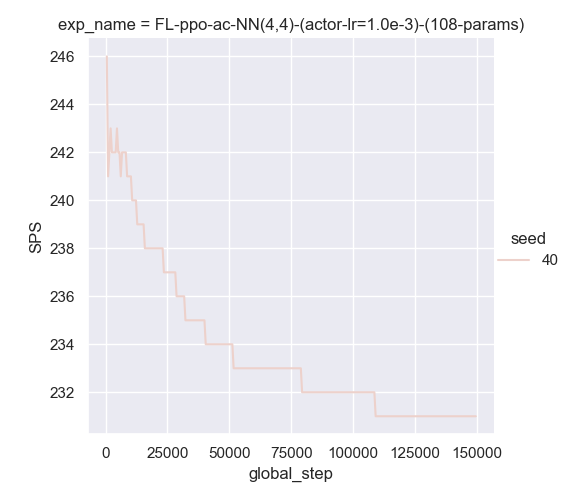 exp_name = FL-ppo-ac-NN(4,4)-(actor-lr=1.0e-3)-(108-params)
246
244
242
240
238
236
234
232
SPS
seed
40
0 25000 50000 75000 100000 125000 150000
global_step